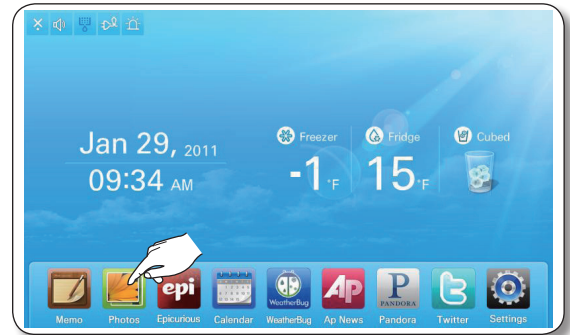 Jan 29, 2011
09:34 AM
Freezer
-1°F
Fridge
15°F
Cubed
epi
WeatherBug
AP
P
PANDORA
Memo
Photos
Epicurious
Calendar
WeatherBug
Ap News
Pandora
Twitter
Settings